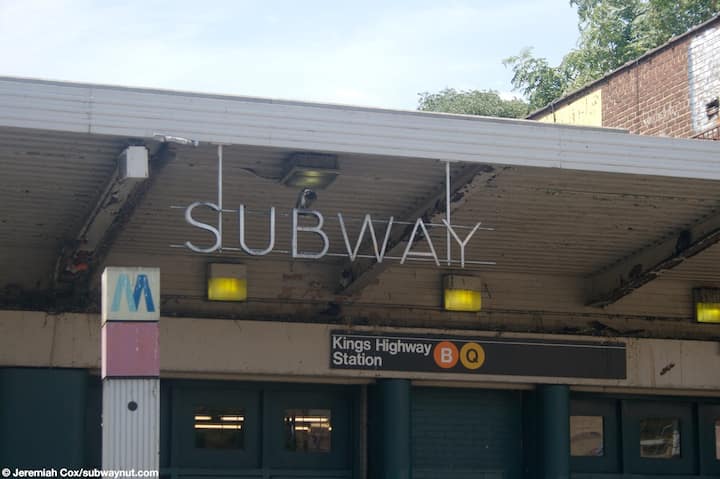 SUBWAY
M
Kings Highway
Station B Q
© Jeremiah Cox/subwaynut.com